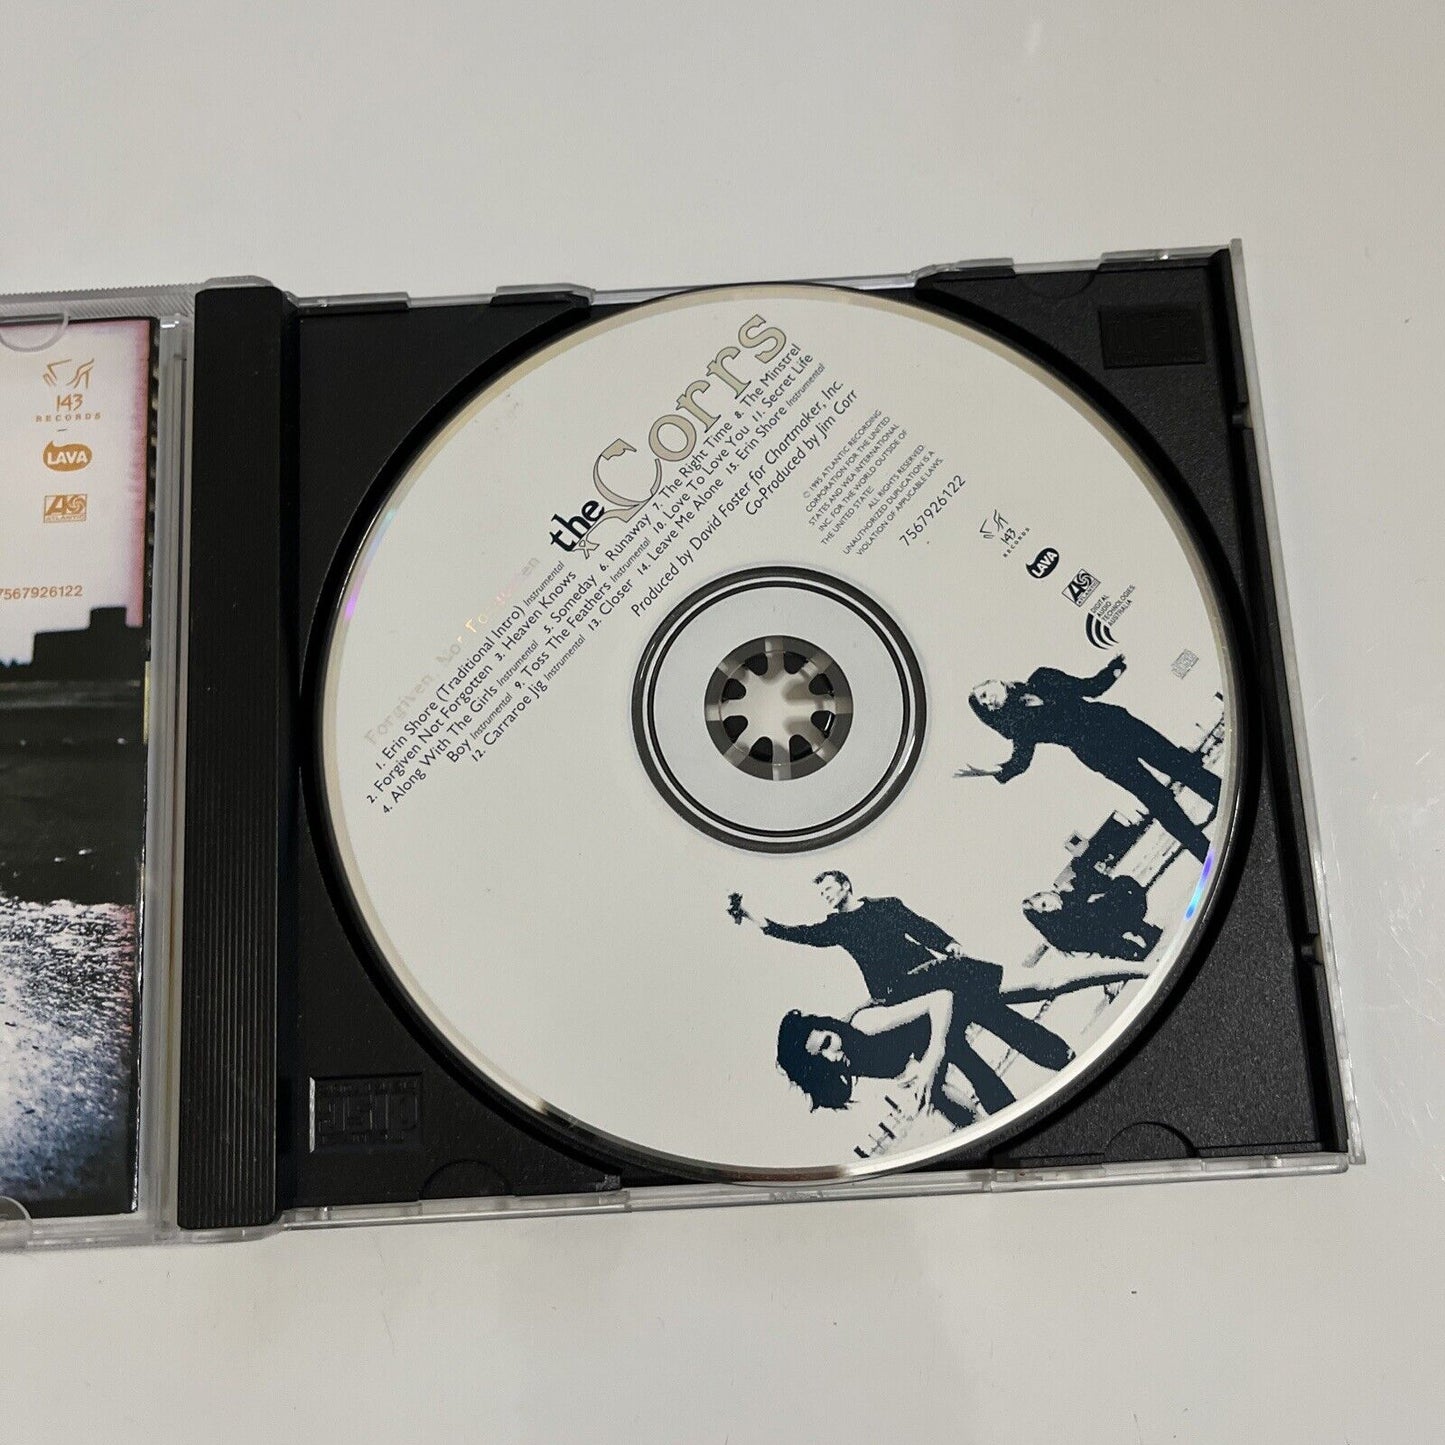 143
RECORDS
LAVA
ATLANTIC
7567926122
the Corrs
Forgiven, Not Forgotten
1. Erin Shore (Traditional Intro) Instrumental
2. Forgiven Not Forgotten 3. Heaven Knows
4. Along With The Girls Instrumental 5. Someday 6. Runaway 7. The Right Time 8. The Minstrel
Boy Instrumental 9. Toss The Feathers Instrumental 10. Love To Love You 11. Secret Life
12. Carraroe Jig Instrumental 13. Closer 14. Leave Me Alone 15. Erin Shore Instrumental
Produced by David Foster for Chartmaker, Inc.
Co-Produced by Jim Corr
© 1995 ATLANTIC RECORDING
CORPORATION FOR THE UNITED
STATES AND WEA INTERNATIONAL
INC. FOR THE WORLD OUTSIDE OF
THE UNITED STATES.
ALL RIGHTS RESERVED.
UNAUTHORIZED DUPLICATION IS A
VIOLATION OF APPLICABLE LAWS.
7567926122
143
RECORDS
LAVA
ATLANTIC
DIGITAL
AUDIO
TECHNOLOGIES
AUSTRALIA